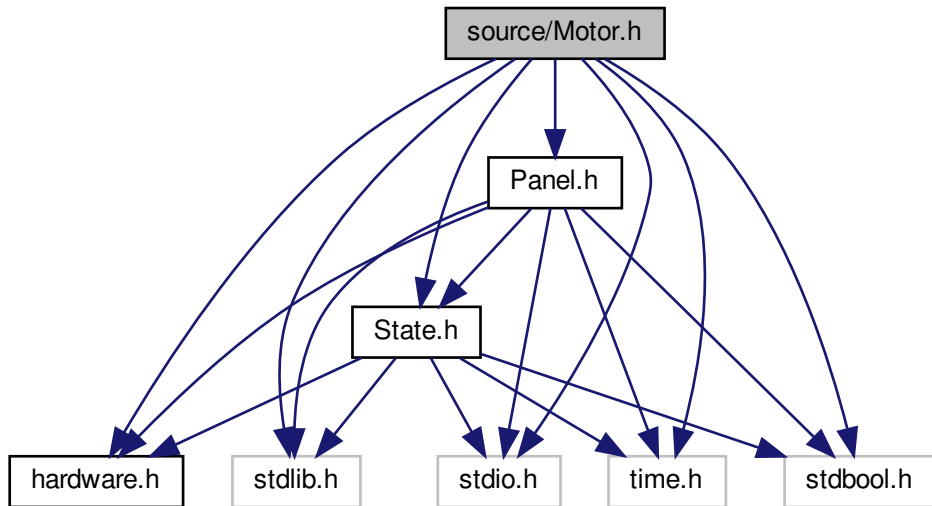 source/Motor.h
Panel.h
State.h
hardware.h
stdlib.h
stdio.h
time.h
stdbool.h